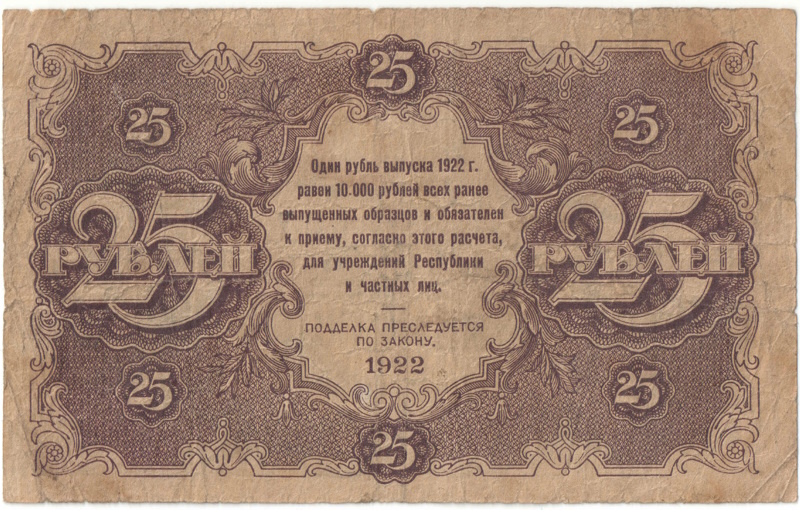 25
25
25
Один рубль выпуска 1922 г.
равен 10.000 рублей всех ранее
выпущенных образцов и обязателен
к приему, согласно этого расчета,
для учреждений Республики
и частных лиц.
25
РУБЛЕЙ
25
РУБЛЕЙ
ПОДДЕЛКА ПРЕСЛЕДУЕТСЯ
ПО ЗАКОНУ.
1922
25
25
25